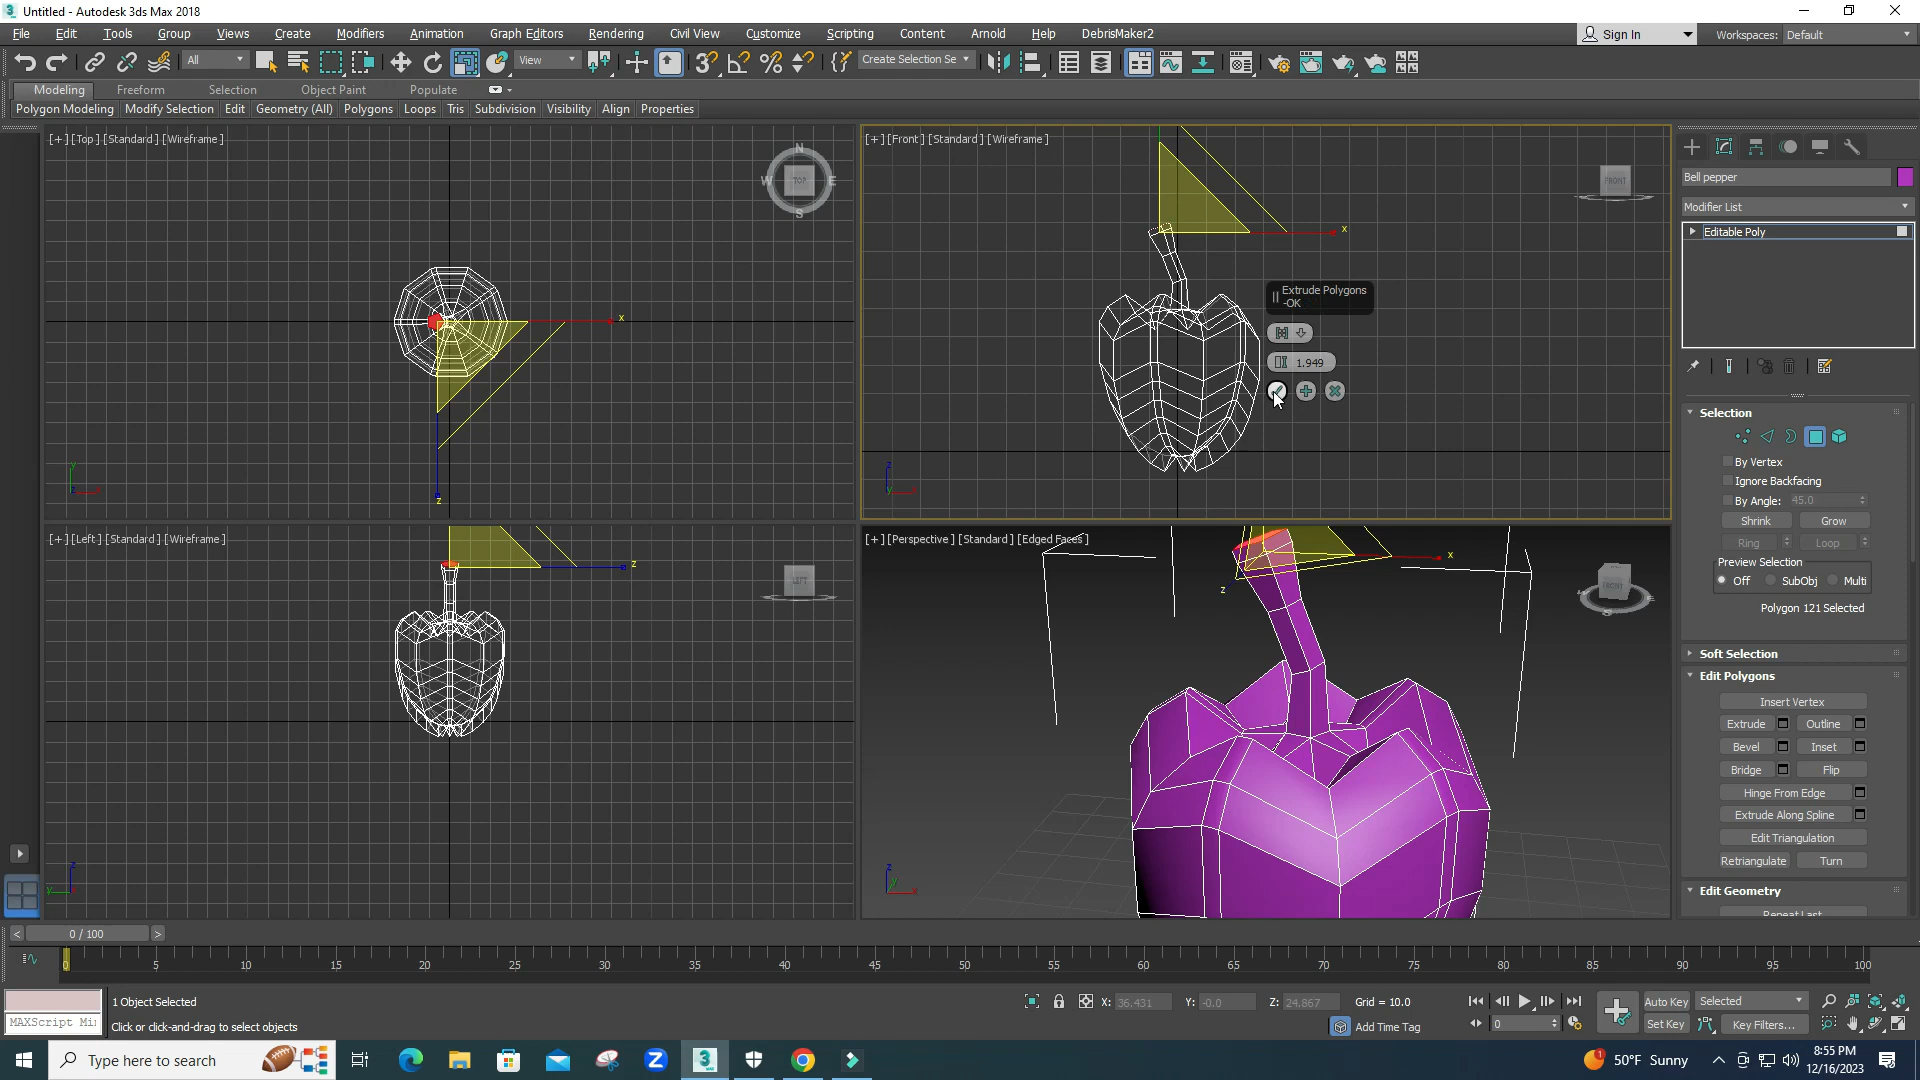 Untitled - Autodesk 3ds Max 2018
File Edit Tools Group Views Create Modifiers Animation Graph Editors Rendering Civil View Customize Scripting Content Arnold Help DebrisMaker2 Sign In Workspaces: Default
All View Create Selection Se
Modeling Freeform Selection Object Paint Populate
Polygon Modeling Modify Selection Edit Geometry (All) Polygons Loops Tris Subdivision Visibility Align Properties
[+] [Top] [Standard] [Wireframe]
N
W TOP E
S
x
z
[+] [Front] [Standard] [Wireframe]
FRONT
x
Extrude Polygons
-OK
1.949
[+] [Left] [Standard] [Wireframe]
LEFT
z
[+] [Perspective] [Standard] [Edged Faces]
x
z
S
Bell pepper
Modifier List
Editable Poly
Selection
By Vertex
Ignore Backfacing
By Angle: 45.0
Shrink Grow
Ring Loop
Preview Selection
Off SubObj Multi
Polygon 121 Selected
Soft Selection
Edit Polygons
Insert Vertex
Extrude Outline
Bevel Inset
Bridge Flip
Hinge From Edge
Extrude Along Spline
Edit Triangulation
Retriangulate Turn
Edit Geometry
Repeat Last
< 0 / 100 >
0 5 10 15 20 25 30 35 40 45 50 55 60 65 70 75 80 85 90 95 100
1 Object Selected X: 36.431 Y: -0.0 Z: 24.867 Grid = 10.0 Auto Key Selected
MAXScript Mi Click or click-and-drag to select objects Add Time Tag 0 Set Key Key Filters...
Type here to search 50°F Sunny 8:55 PM
12/16/2023